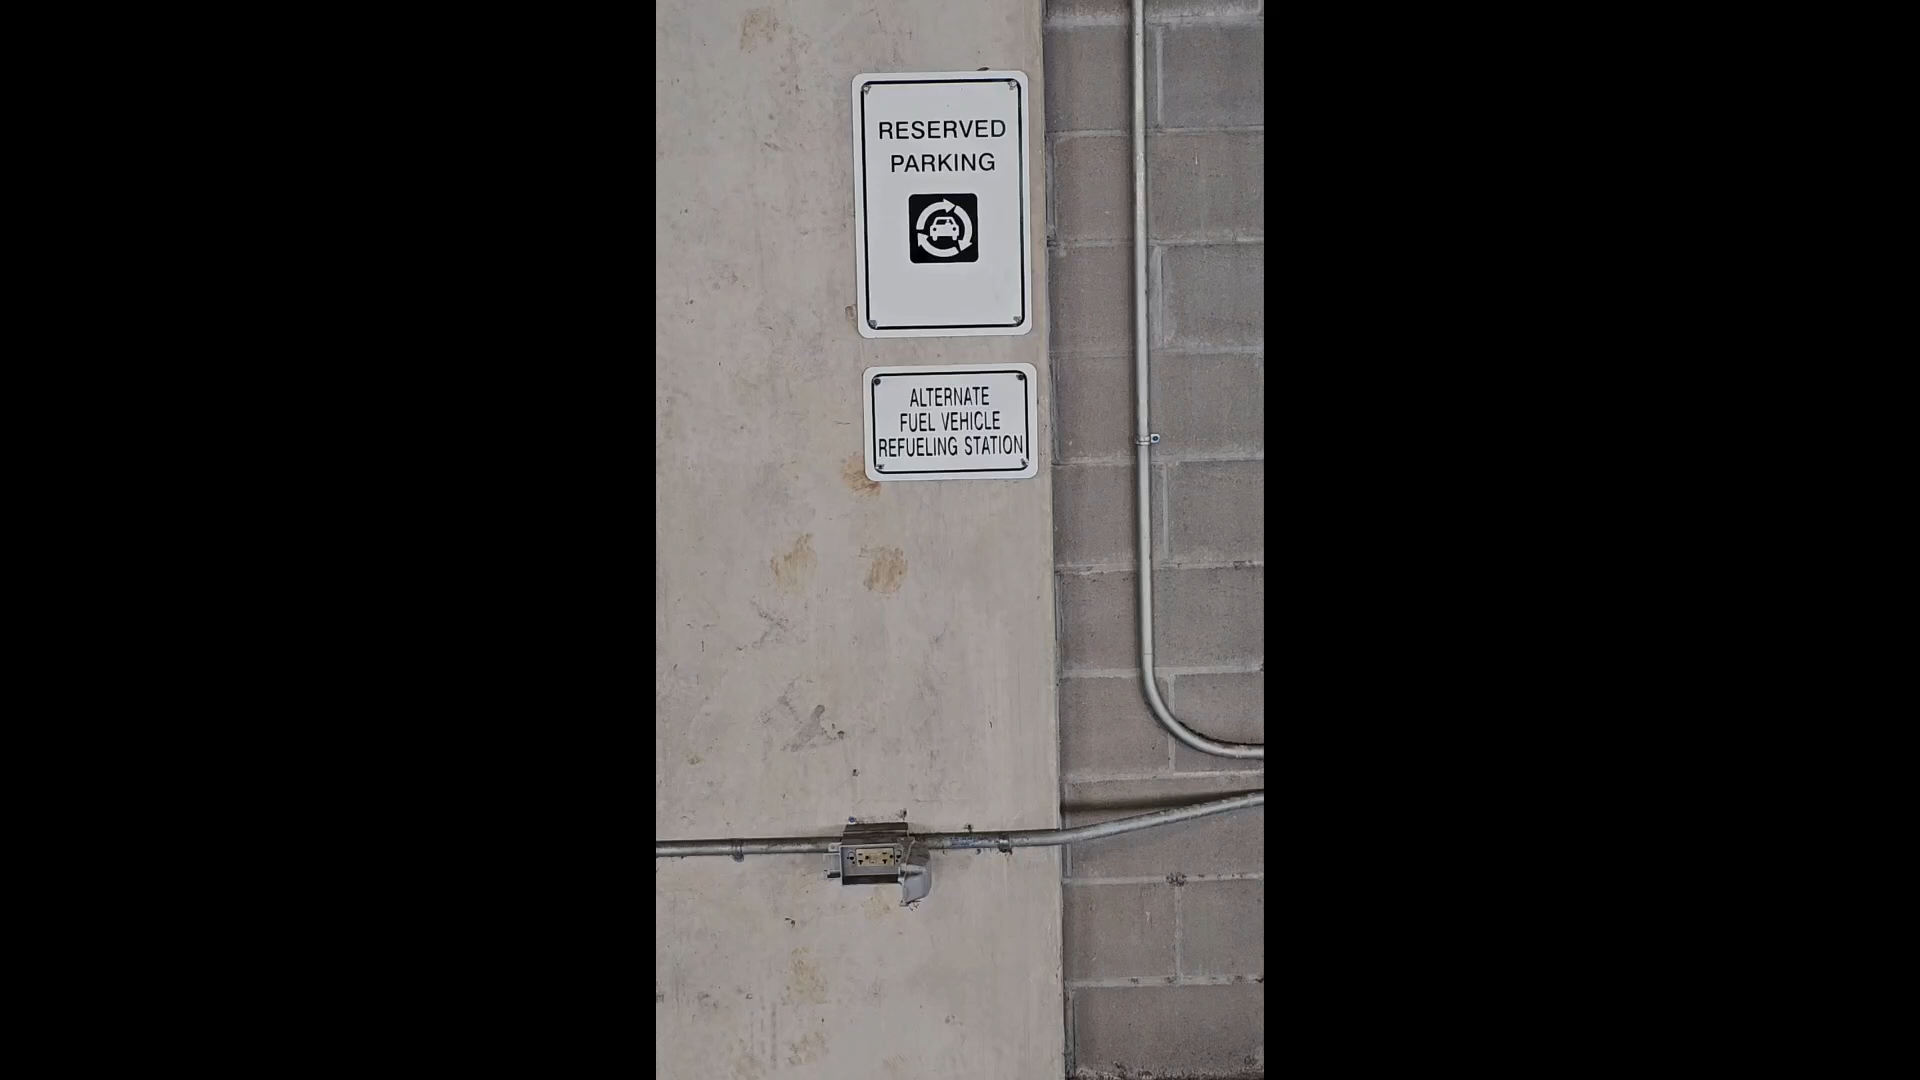 RESERVED
PARKING
ALTERNATE
FUEL VEHICLE
REFUELING STATION